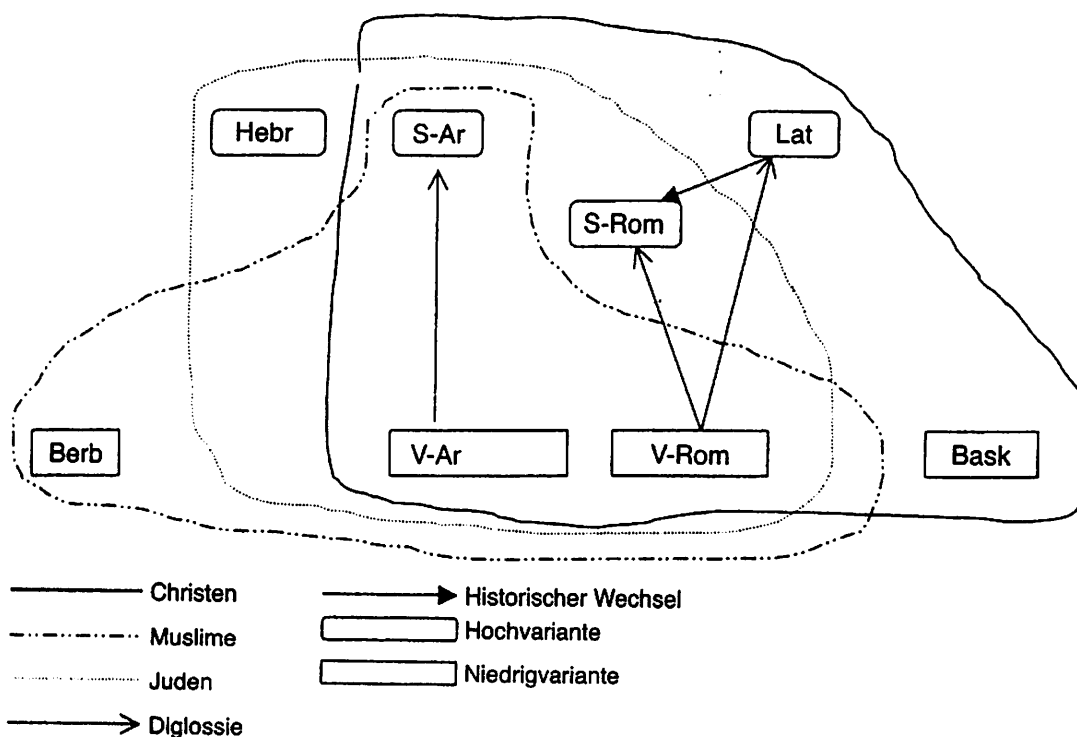 Hebr
S-Ar
Lat
S-Rom
Berb
V-Ar
V-Rom
Bask
Christen
Muslime
Juden
Diglossie
Historischer Wechsel
Hochvariante
Niedrigvariante